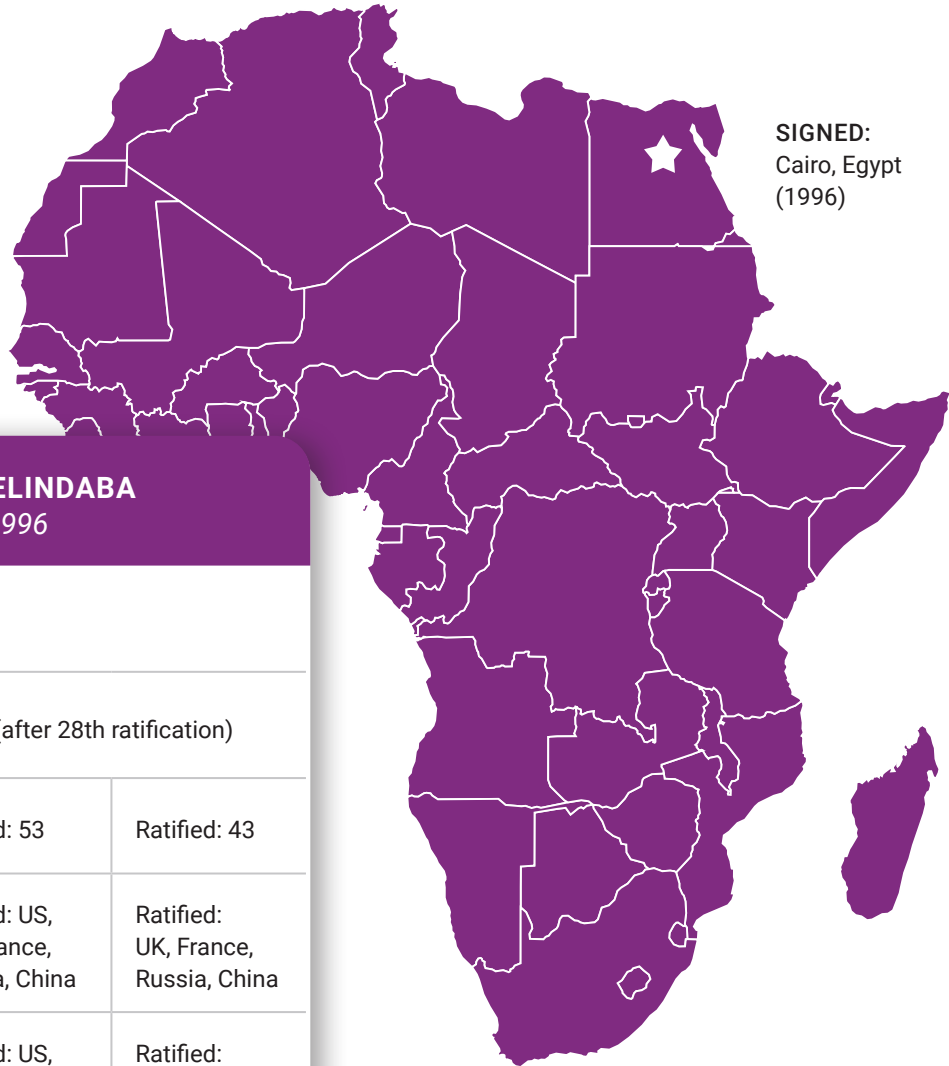 SIGNED:
Cairo, Egypt
(1996)
ELINDABA
996
(after 28th ratification)
d: 53
Ratified: 43
d: US,
ance,
a, China
Ratified:
UK, France,
Russia, China
d: US,
Ratified: